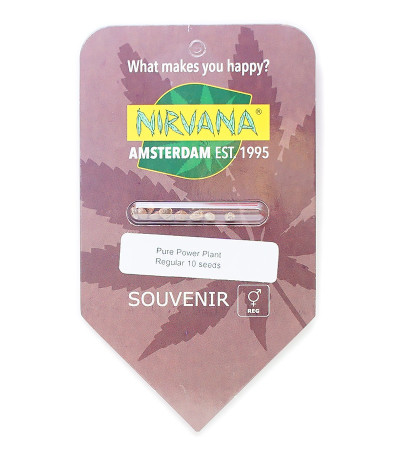 What makes you happy?
NIRVANA®
AMSTERDAM EST. 1995
Pure Power Plant
Regular 10 seeds
SOUVENIR
REG